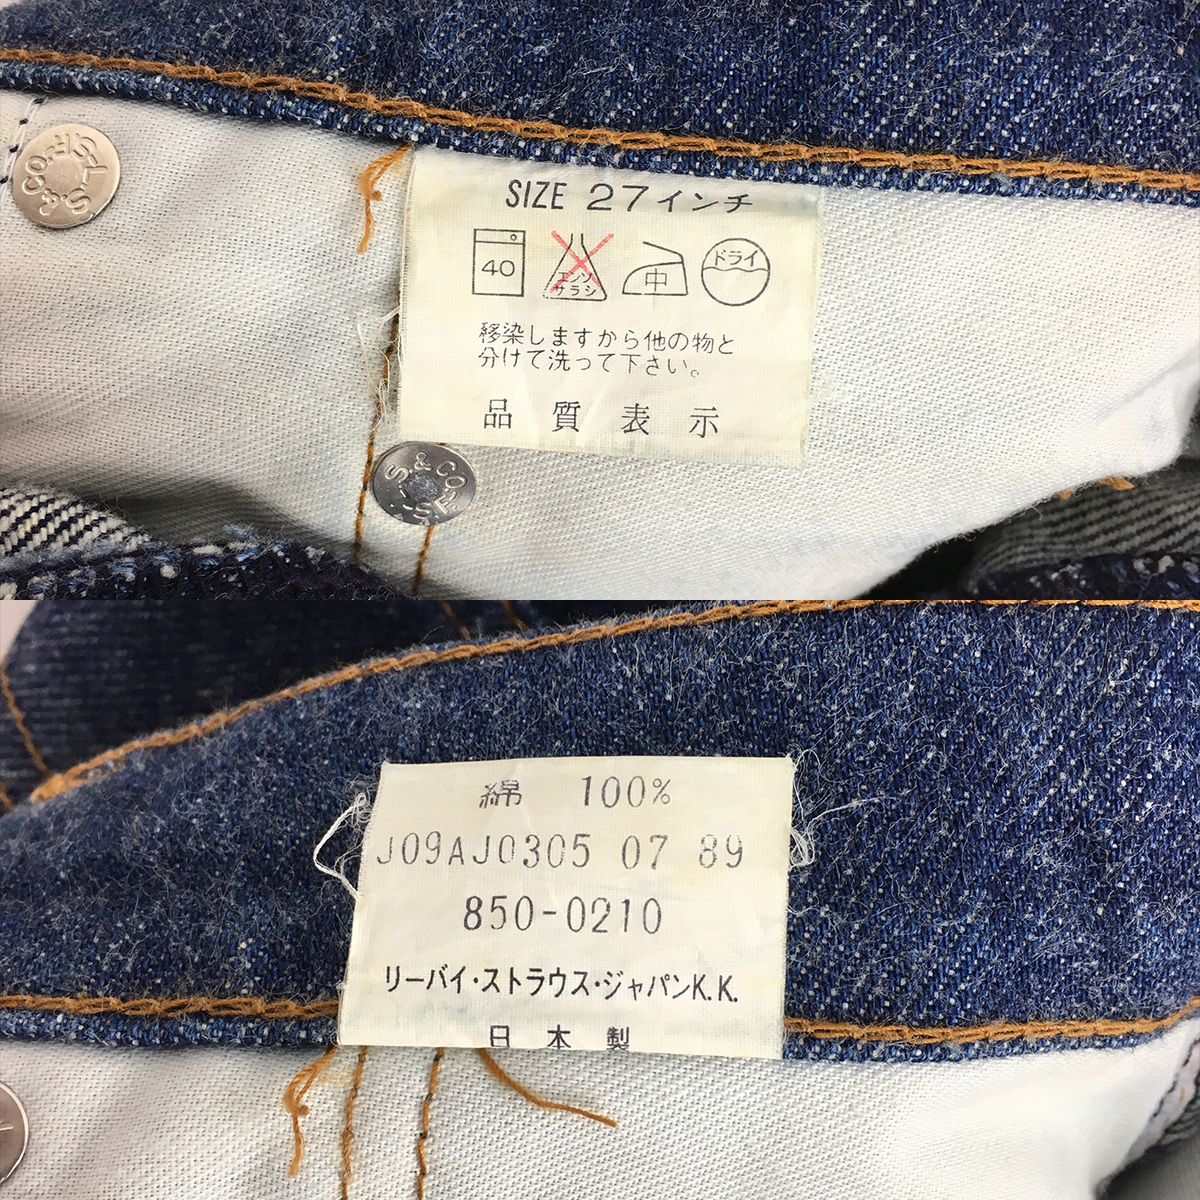 L.S.&CO.-S.F.
SIZE 27インチ
40
エンソ
サラシ
中
ドライ
移染しますから他の物と
分けて洗って下さい。
品質表示
L.S.&CO.-S.F.
綿 100%
J09AJ0305 07 89
850-0210
リーバイ・ストラウス・ジャパンK.K.
日本製